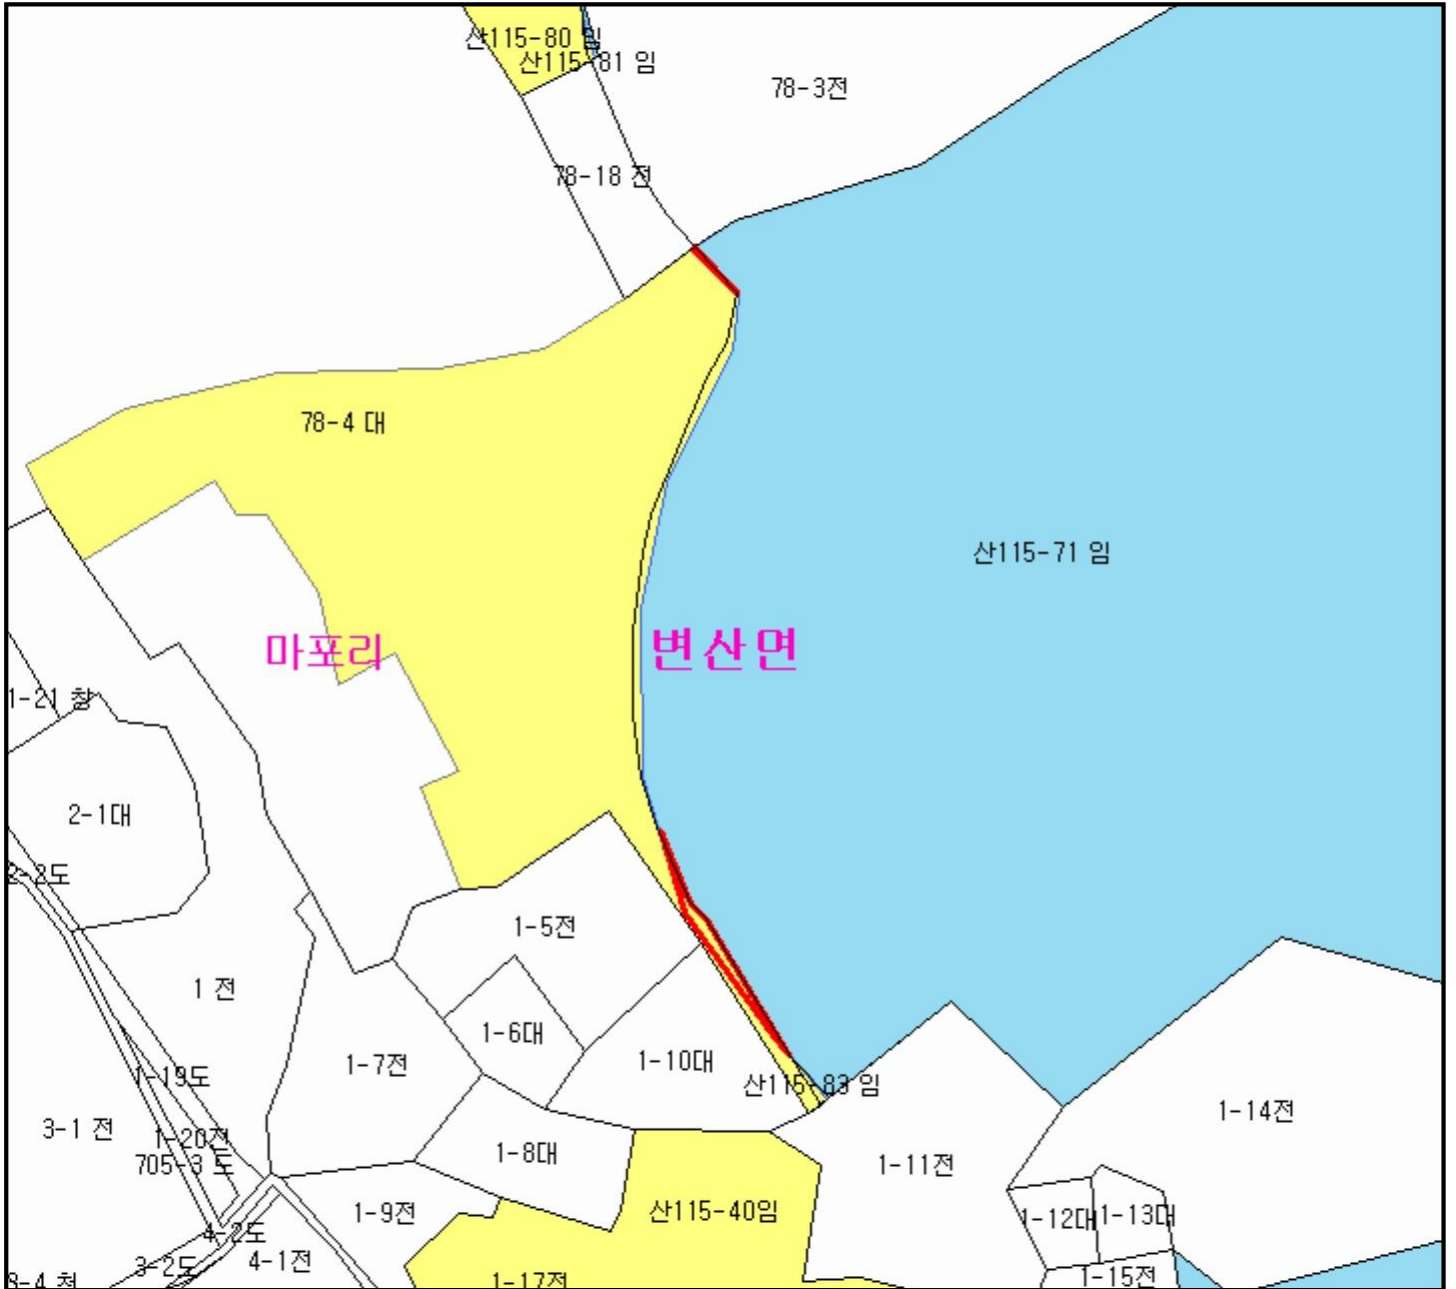 산115-80 임
산115-81 임
78-3전
78-18 전
78-4 대
산115-71 임
마포리
변산면
1-21 창
2-1대
2-2도
1-5전
1 전
1-6대
1-7전
1-10대
산115-83 임
1-19도
3-1 전
1-20전
705-3 도
1-8대
1-11전
1-14전
1-9전
산115-40임
1-12대
1-13대
4-2도
4-1전
3-2도
1-15전
1-17전